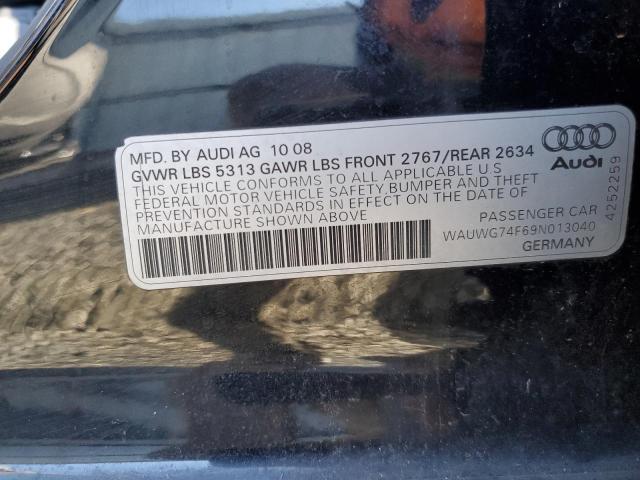 MFD. BY AUDI AG 10 08
GVWR LBS 5313 GAWR LBS FRONT 2767/REAR 2634
THIS VEHICLE CONFORMS TO ALL APPLICABLE U S
FEDERAL MOTOR VEHICLE SAFETY,BUMPER AND THEFT
PREVENTION STANDARDS IN EFFECT ON THE DATE OF
MANUFACTURE SHOWN ABOVE
Audi
PASSENGER CAR
WAUWG74F69N013040
GERMANY
4252259